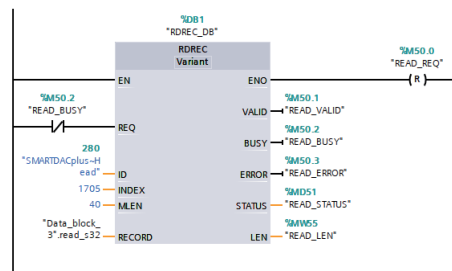 %DB1
"RDREC_DB"
RDREC
Variant
%M50.0
"READ_REQ"
EN
ENO
R
%M50.2
"READ_BUSY"
REQ
%M50.1
VALID
"READ_VALID"
%M50.2
BUSY
"READ_BUSY"
280
"SMARTDACplus~H
ead"
ID
%M50.3
ERROR
"READ_ERROR"
1705
INDEX
40
MLEN
%MD51
STATUS
"READ_STATUS"
"Data_block_
3".read_s32
RECORD
%MW55
LEN
"READ_LEN"